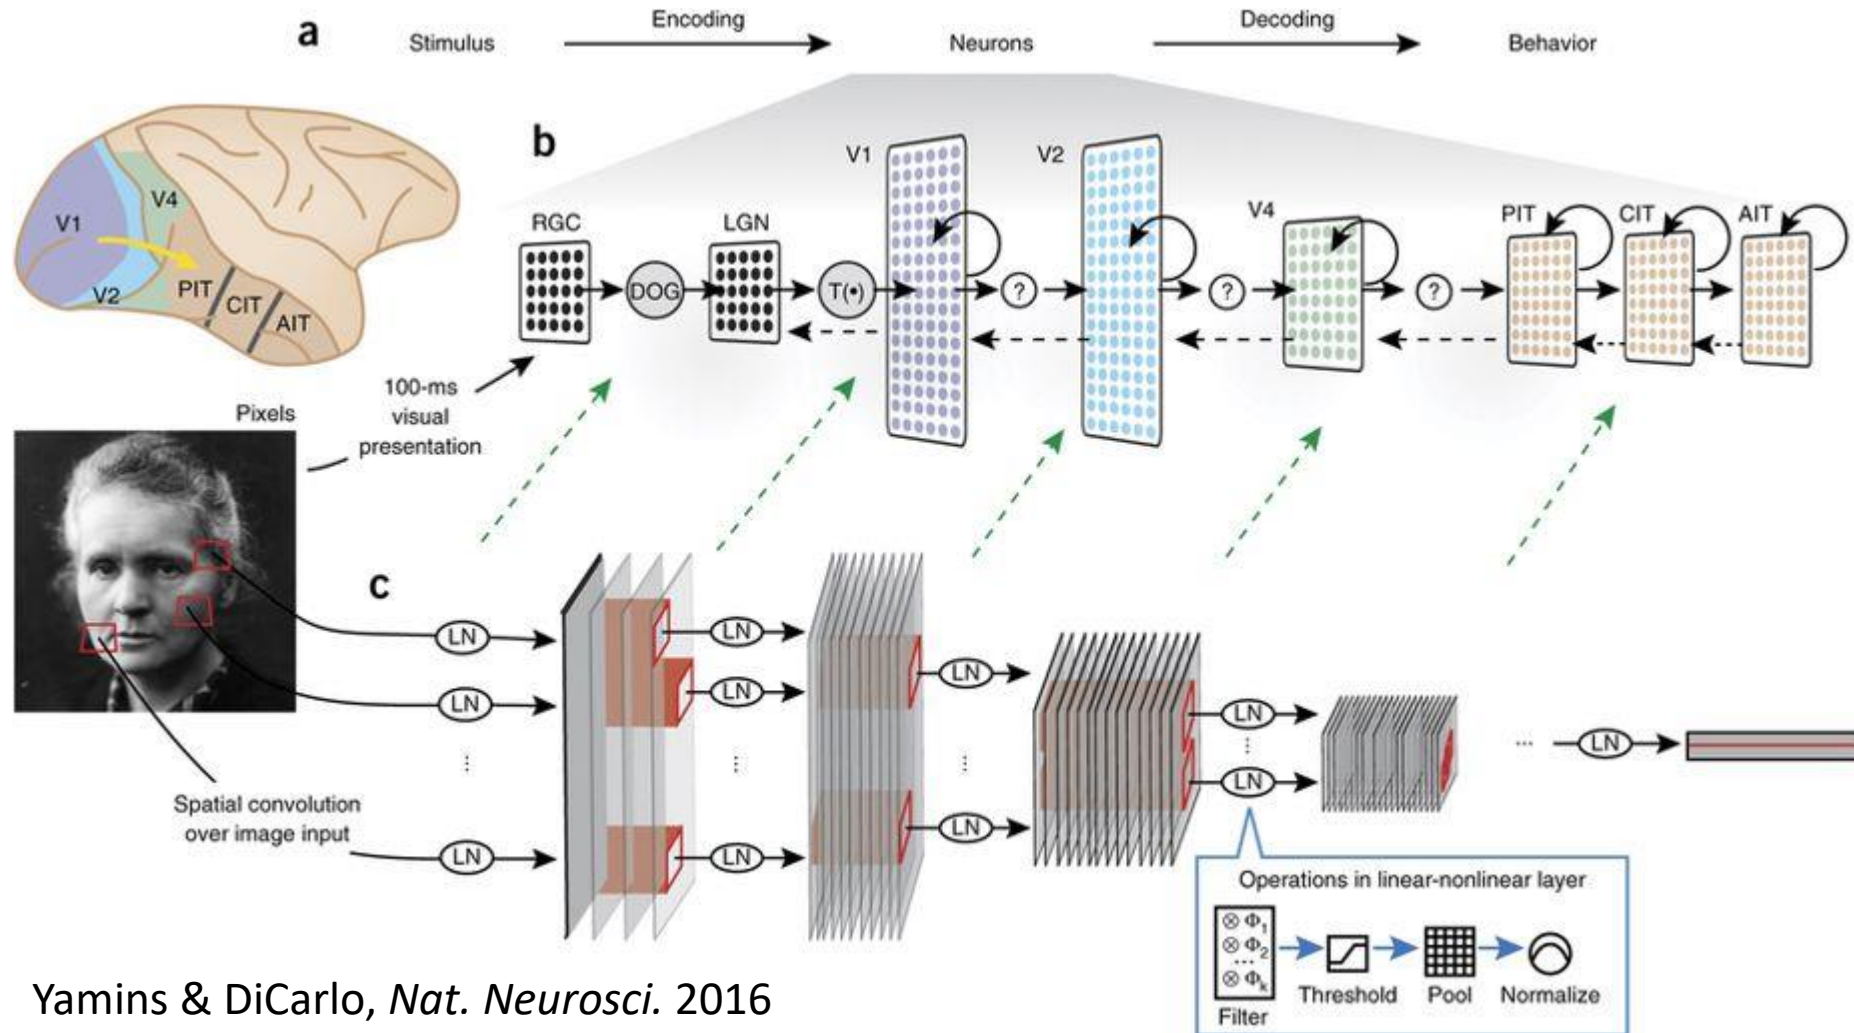 a
Stimulus
Encoding
Neurons
Decoding
Behavior
V1
V2
V4
PIT
CIT
AIT
b
RGC
DOG
LGN
T(•)
V1
?
V2
?
V4
?
PIT
CIT
AIT
Pixels
100-ms
visual
presentation
c
LN
LN
...
LN
LN
LN
...
LN
LN
...
LN
LN
...
LN
... LN
Spatial convolution
over image input
Operations in linear-nonlinear layer
⊗ Φ1
⊗ Φ2
...
⊗ Φk
Filter
Threshold
Pool
Normalize
Yamins & DiCarlo, Nat. Neurosci. 2016